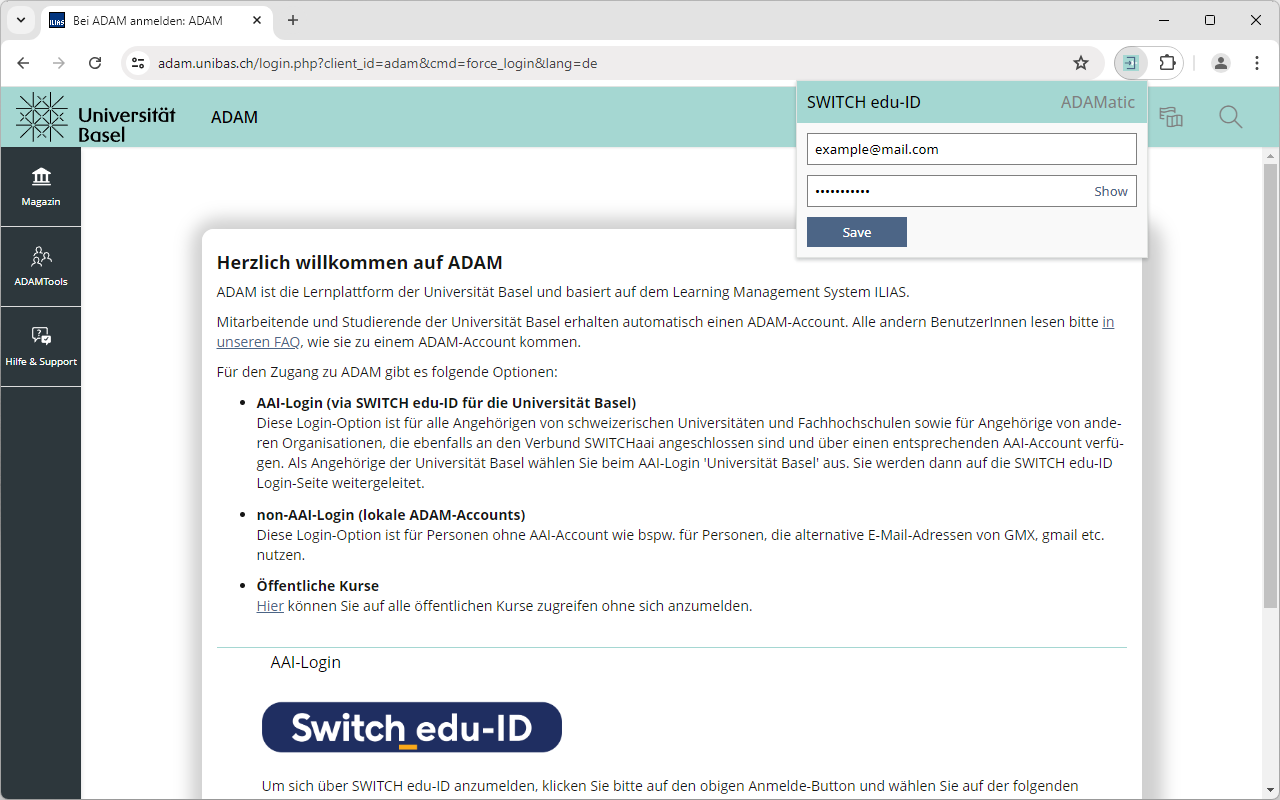 Bei ADAM anmelden: ADAM
adam.unibas.ch/login.php?client_id=adam&cmd=force_login&lang=de
Universität
Basel
ADAM
SWITCH edu-ID
ADAMatic
example@mail.com
•••••••••••
Show
Save
Magazin
ADAMTools
Hilfe & Support
Herzlich willkommen auf ADAM
ADAM ist die Lernplattform der Universität Basel und basiert auf dem Learning Management System ILIAS.
Mitarbeitende und Studierende der Universität Basel erhalten automatisch einen ADAM-Account. Alle andern BenutzerInnen lesen bitte in
unseren FAQ, wie sie zu einem ADAM-Account kommen.
Für den Zugang zu ADAM gibt es folgende Optionen:
• AAI-Login (via SWITCH edu-ID für die Universität Basel)
Diese Login-Option ist für alle Angehörigen von schweizerischen Universitäten und Fachhochschulen sowie für Angehörige von ande-
ren Organisationen, die ebenfalls an den Verbund SWITCHaai angeschlossen sind und über einen entsprechenden AAI-Account verfü-
gen. Als Angehörige der Universität Basel wählen Sie beim AAI-Login 'Universität Basel' aus. Sie werden dann auf die SWITCH edu-ID
Login-Seite weitergeleitet.
• non-AAI-Login (lokale ADAM-Accounts)
Diese Login-Option ist für Personen ohne AAI-Account wie bspw. für Personen, die alternative E-Mail-Adressen von GMX, gmail etc.
nutzen.
• Öffentliche Kurse
Hier können Sie auf alle öffentlichen Kurse zugreifen ohne sich anzumelden.
AAI-Login
Switch edu-ID
Um sich über SWITCH edu-ID anzumelden, klicken Sie bitte auf den obigen Anmelde-Button und wählen Sie auf der folgenden